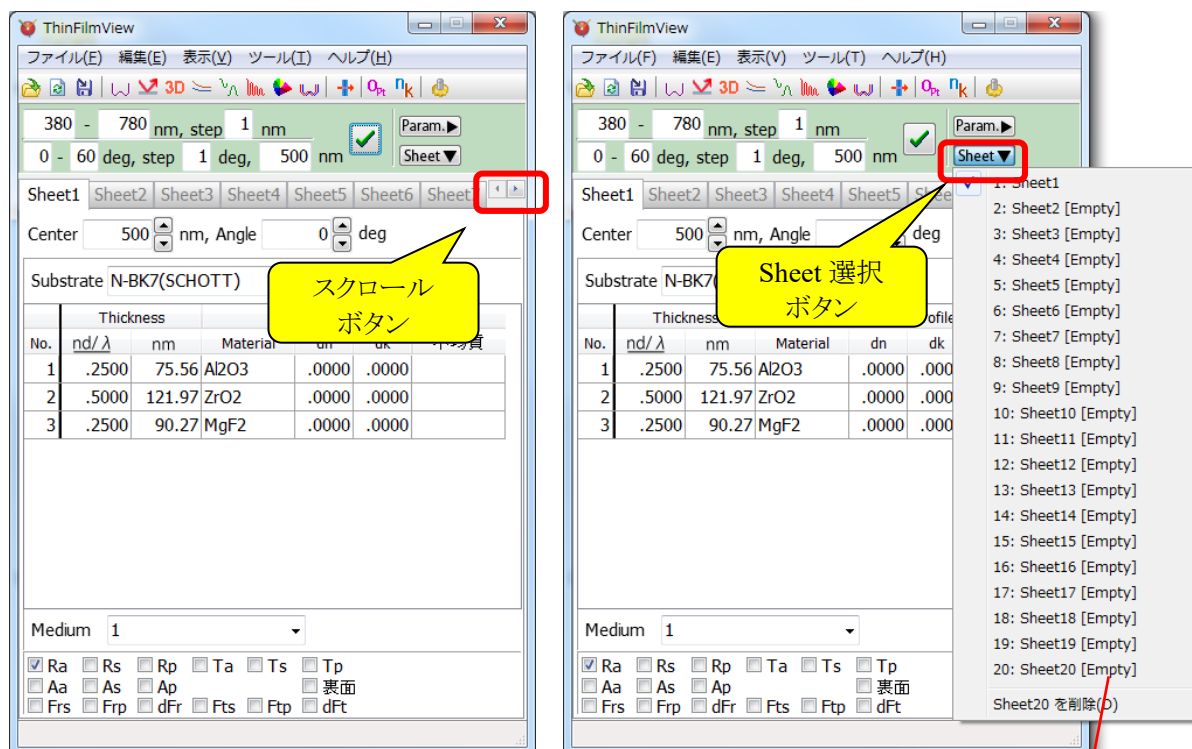 ThinFilmView
ファイル(F) 編集(E) 表示(V) ツール(T) ヘルプ(H)
3D Opt nk
380 - 780 nm, step 1 nm Param.▶
0 - 60 deg, step 1 deg, 500 nm Sheet▼
Sheet1 Sheet2 Sheet3 Sheet4 Sheet5 Sheet6
Center 500 nm, Angle 0 deg
Substrate N-BK7(SCHOTT)
スクロール
ボタン
Thickness
No. nd/λ nm Material dn dk
1 .2500 75.56 Al2O3 .0000 .0000
2 .5000 121.97 ZrO2 .0000 .0000
3 .2500 90.27 MgF2 .0000 .0000
Medium 1
Ra Rs Rp Ta Ts Tp
Aa As Ap 裏面
Frs Frp dFr Fts Ftp dFt
ThinFilmView
ファイル(F) 編集(E) 表示(V) ツール(T) ヘルプ(H)
3D Opt nk
380 - 780 nm, step 1 nm Param.▶
0 - 60 deg, step 1 deg, 500 nm Sheet▼
Sheet1 Sheet2 Sheet3 Sheet4 Sheet5
Center 500 nm, Angle deg
Substrate
Sheet 選択
ボタン
No. nd/λ nm Material dn dk
1 .2500 75.56 Al2O3 .0000 .000
2 .5000 121.97 ZrO2 .0000 .000
3 .2500 90.27 MgF2 .0000 .000
Medium 1
Ra Rs Rp Ta Ts Tp
Aa As Ap 裏面
Frs Frp dFr Fts Ftp dFt
1: Sheet1
2: Sheet2 [Empty]
3: Sheet3 [Empty]
4: Sheet4 [Empty]
5: Sheet5 [Empty]
6: Sheet6 [Empty]
7: Sheet7 [Empty]
8: Sheet8 [Empty]
9: Sheet9 [Empty]
10: Sheet10 [Empty]
11: Sheet11 [Empty]
12: Sheet12 [Empty]
13: Sheet13 [Empty]
14: Sheet14 [Empty]
15: Sheet15 [Empty]
16: Sheet16 [Empty]
17: Sheet17 [Empty]
18: Sheet18 [Empty]
19: Sheet19 [Empty]
20: Sheet20 [Empty]
Sheet20 を削除(D)